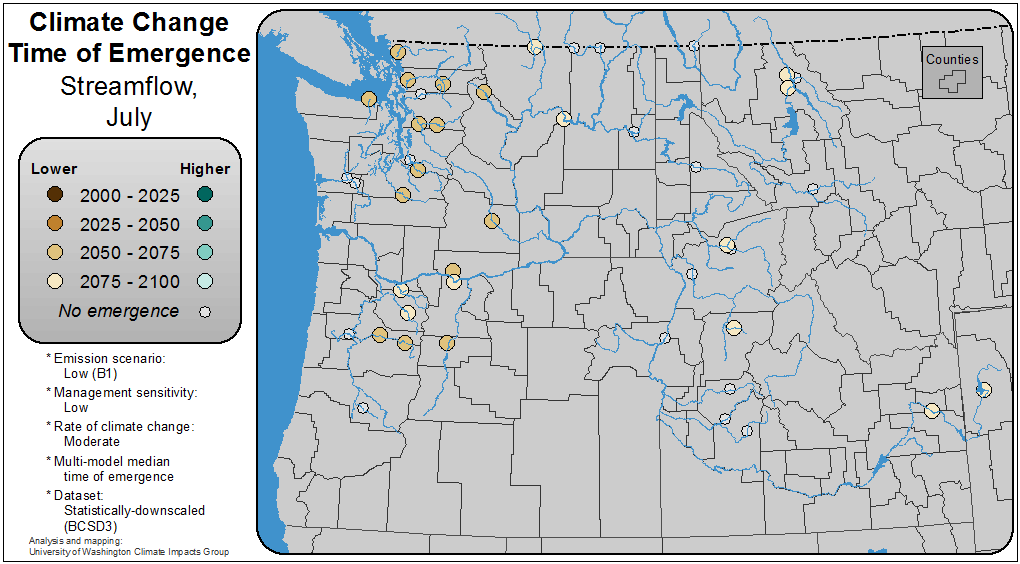 Climate Change
Time of Emergence
Streamflow,
July
Lower Higher
2000 - 2025
2025 - 2050
2050 - 2075
2075 - 2100
No emergence
* Emission scenario:
Low (B1)
* Management sensitivity:
Low
* Rate of climate change:
Moderate
* Multi-model median
time of emergence
* Dataset:
Statistically-downscaled
(BCSD3)
Analysis and mapping:
University of Washington Climate Impacts Group
Counties